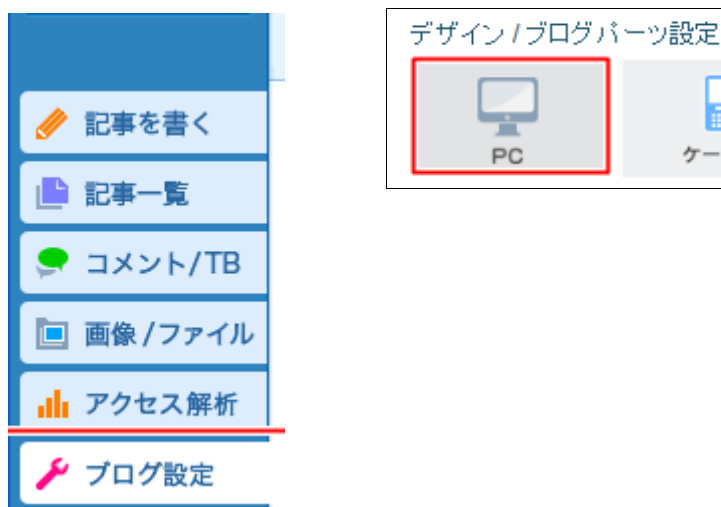 記事を書く
記事一覧
コメント/TB
画像/ファイル
アクセス解析
ブログ設定
デザイン/ブログパーツ設定
PC
ケー